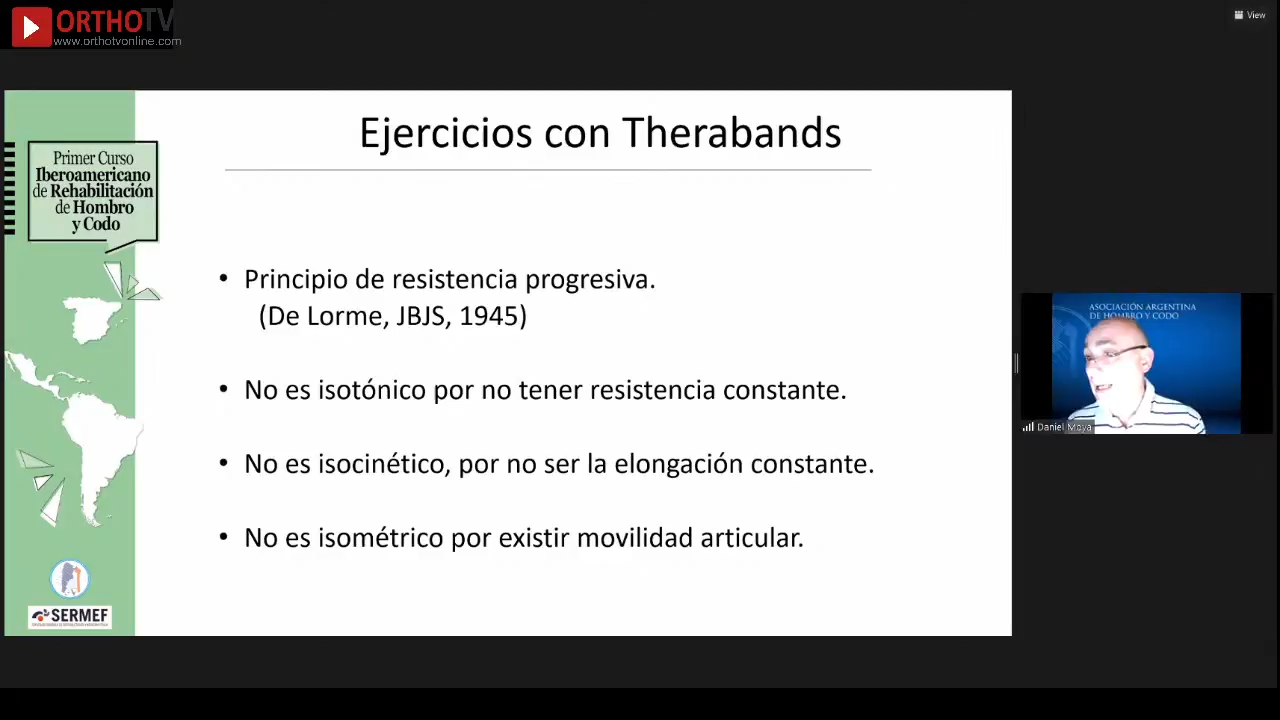 ORTHOTV
www.orthotvonline.com
View
Ejercicios con Therabands
Primer Curso
Iberoamericano
de Rehabilitación
de Hombro
y Codo
• Principio de resistencia progresiva.
(De Lorme, JBJS, 1945)
• No es isotónico por no tener resistencia constante.
• No es isocinético, por no ser la elongación constante.
• No es isométrico por existir movilidad articular.
SERMEF
ASOCIACIÓN ARGENTINA
DE HOMBRO Y CODO
Daniel Moya